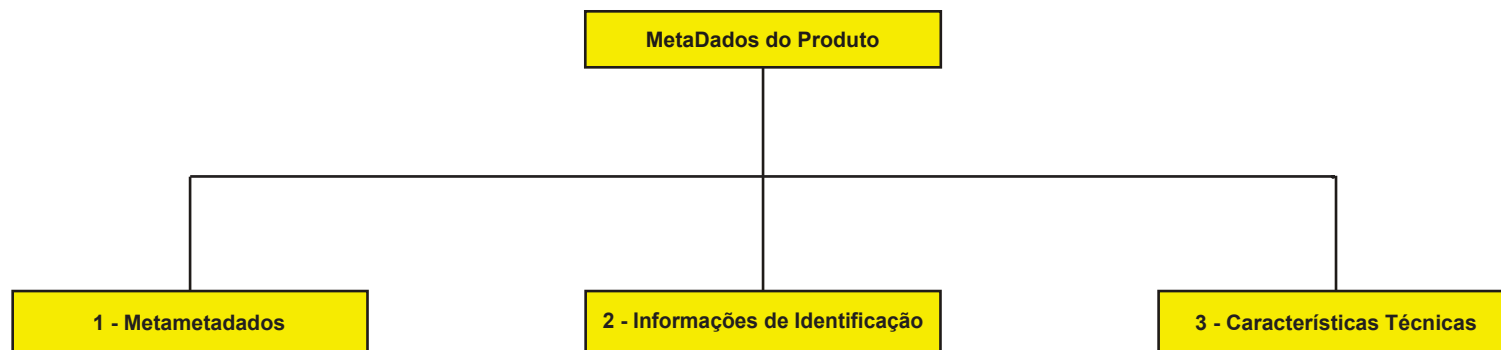 MetaDados do Produto
1 - Metametadados
2 - Informações de Identificação
3 - Características Técnicas